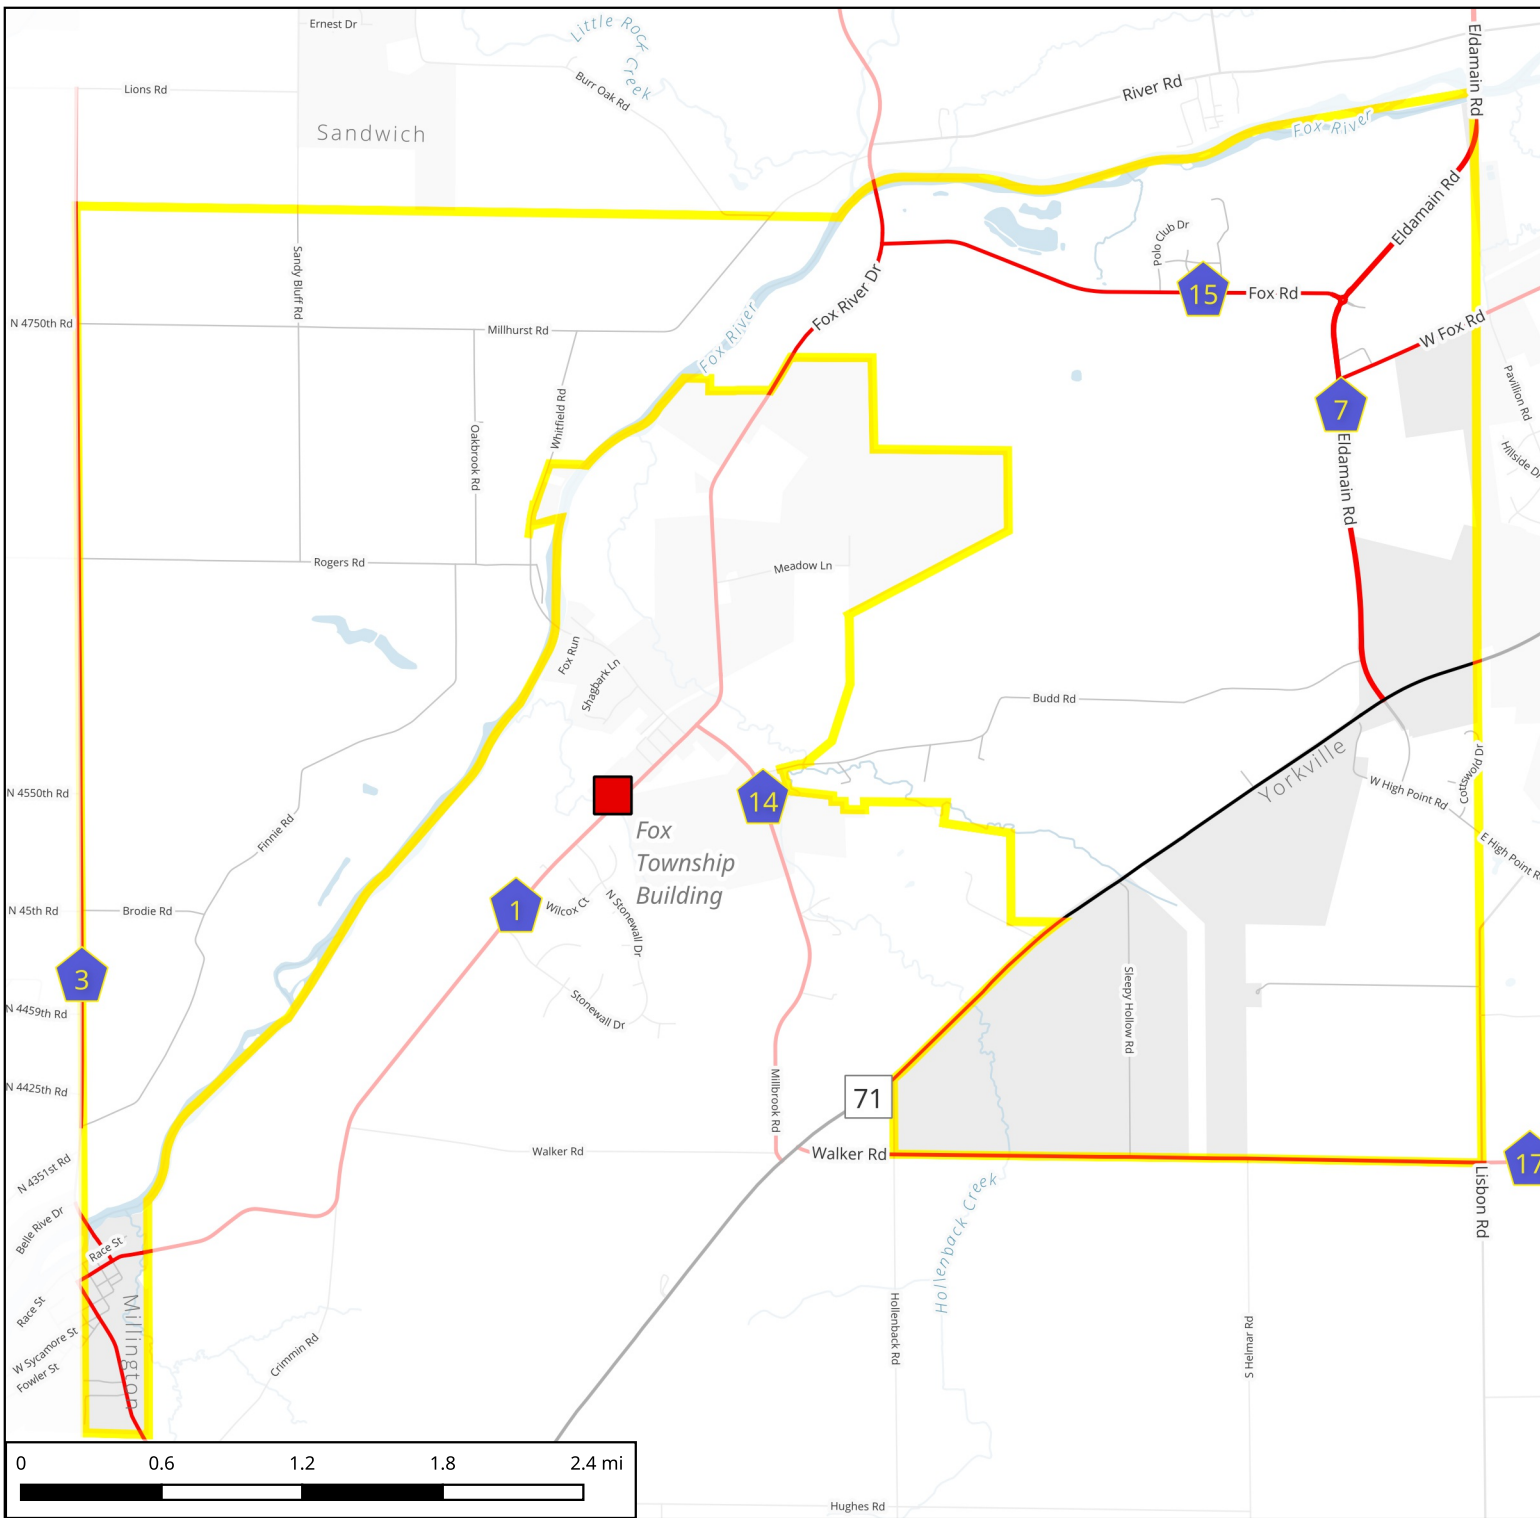 Ernest Dr
Little Rock Creek
Eldamain Rd
Lions Rd
Burr Oak Rd
River Rd
Sandwich
Fox River
Eldamain Rd
Polo Club Dr
Sandy Bluff Rd
15
Fox Rd
Fox River Dr
N 4750th Rd
Millhurst Rd
Fox River
W Fox Rd
7
Pavillion Rd
Whitfield Rd
Oakbrook Rd
Eldamain Rd
Hillside Dr
Rogers Rd
Meadow Ln
Fox Run
Shagbark Ln
Budd Rd
Yorkville
Cottswold Dr
N 4550th Rd
14
W High Point Rd
Finnie Rd
Fox
Township
Building
E High Point R
N 45th Rd
Brodie Rd
1
Wilcox Ct
N Stonewall Dr
3
Sleepy Hollow Rd
N 4459th Rd
Stonewall Dr
N 4425th Rd
71
Millbrook Rd
Walker Rd
Walker Rd
17
N 4351st Rd
Lisbon Rd
Belle Rive Dr
Race St
Hollenback Creek
Race St
Millington
W Sycamore St
Fowler St
Crimmin Rd
Hollenback Rd
S Helmar Rd
0 0.6 1.2 1.8 2.4 mi
Hughes Rd